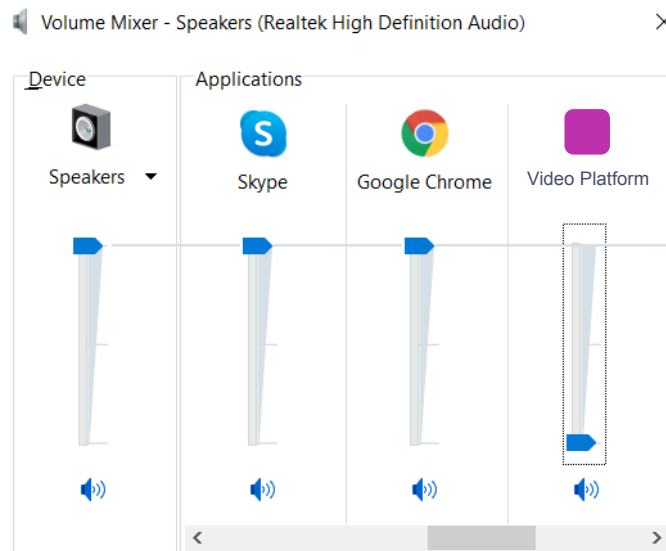 Volume Mixer - Speakers (Realtek High Definition Audio)
Device
Applications
Speakers
Skype
Google Chrome
Video Platform